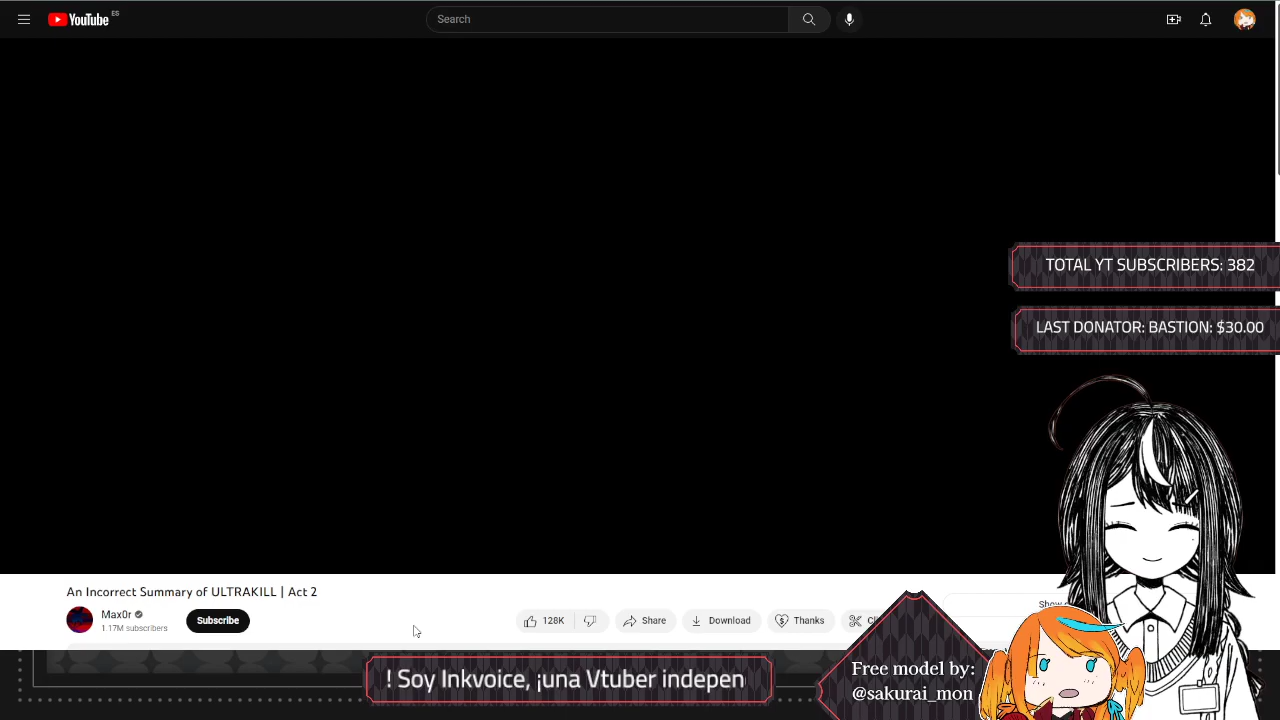 YouTube ES
Search
TOTAL YT SUBSCRIBERS: 382
LAST DONATOR: BASTION: $30.00
An Incorrect Summary of ULTRAKILL | Act 2
Max0r
1.17M subscribers
Subscribe
128K
Share
Download
Thanks
Show
! Soy Inkvoice, ¡una Vtuber indepen
Free model by:
@sakurai_mon